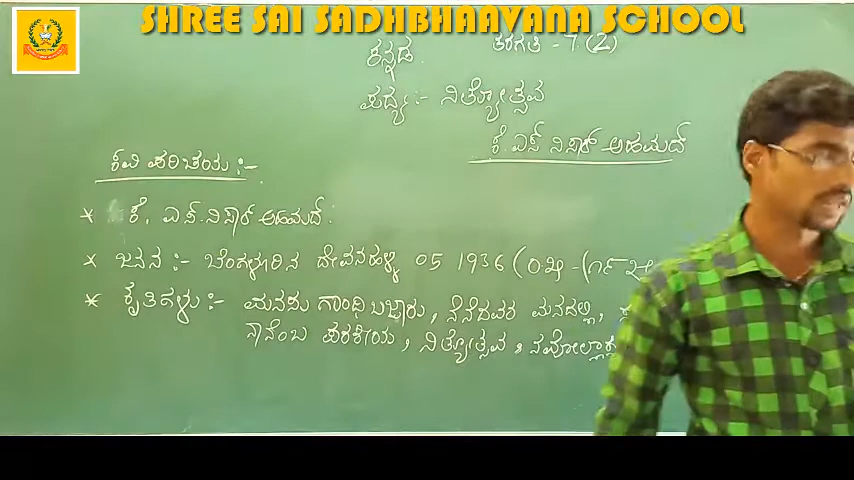 SHREE SAI SADHBHAAVANA SCHOOL
ಕನ್ನಡ. ತರಗತಿ - 7 (2)
ಪದ್ಯ :- ನಿತ್ಯೋತ್ಸವ
ಕೆ. ಎಸ್ ನಿಸಾರ್ ಅಹಮದ್
ಕವಿ ಪರಿಚಯ :-
* ಕೆ. ಎಸ್. ನಿಸಾರ್ ಅಹಮದ್.
* ಜನನ :- ಬೆಂಗಳೂರಿನ ದೇವನಹಳ್ಳಿ 05 1936
* ಕೃತಿಗಳು :- ಮನಸು ಗಾಂಧಿ ಬಜಾರು, ನೆನೆದವರ ಮನದಲ್ಲಿ,
ನಾನೆಂಬ ಪರಕೀಯ, ನಿತ್ಯೋತ್ಸವ,